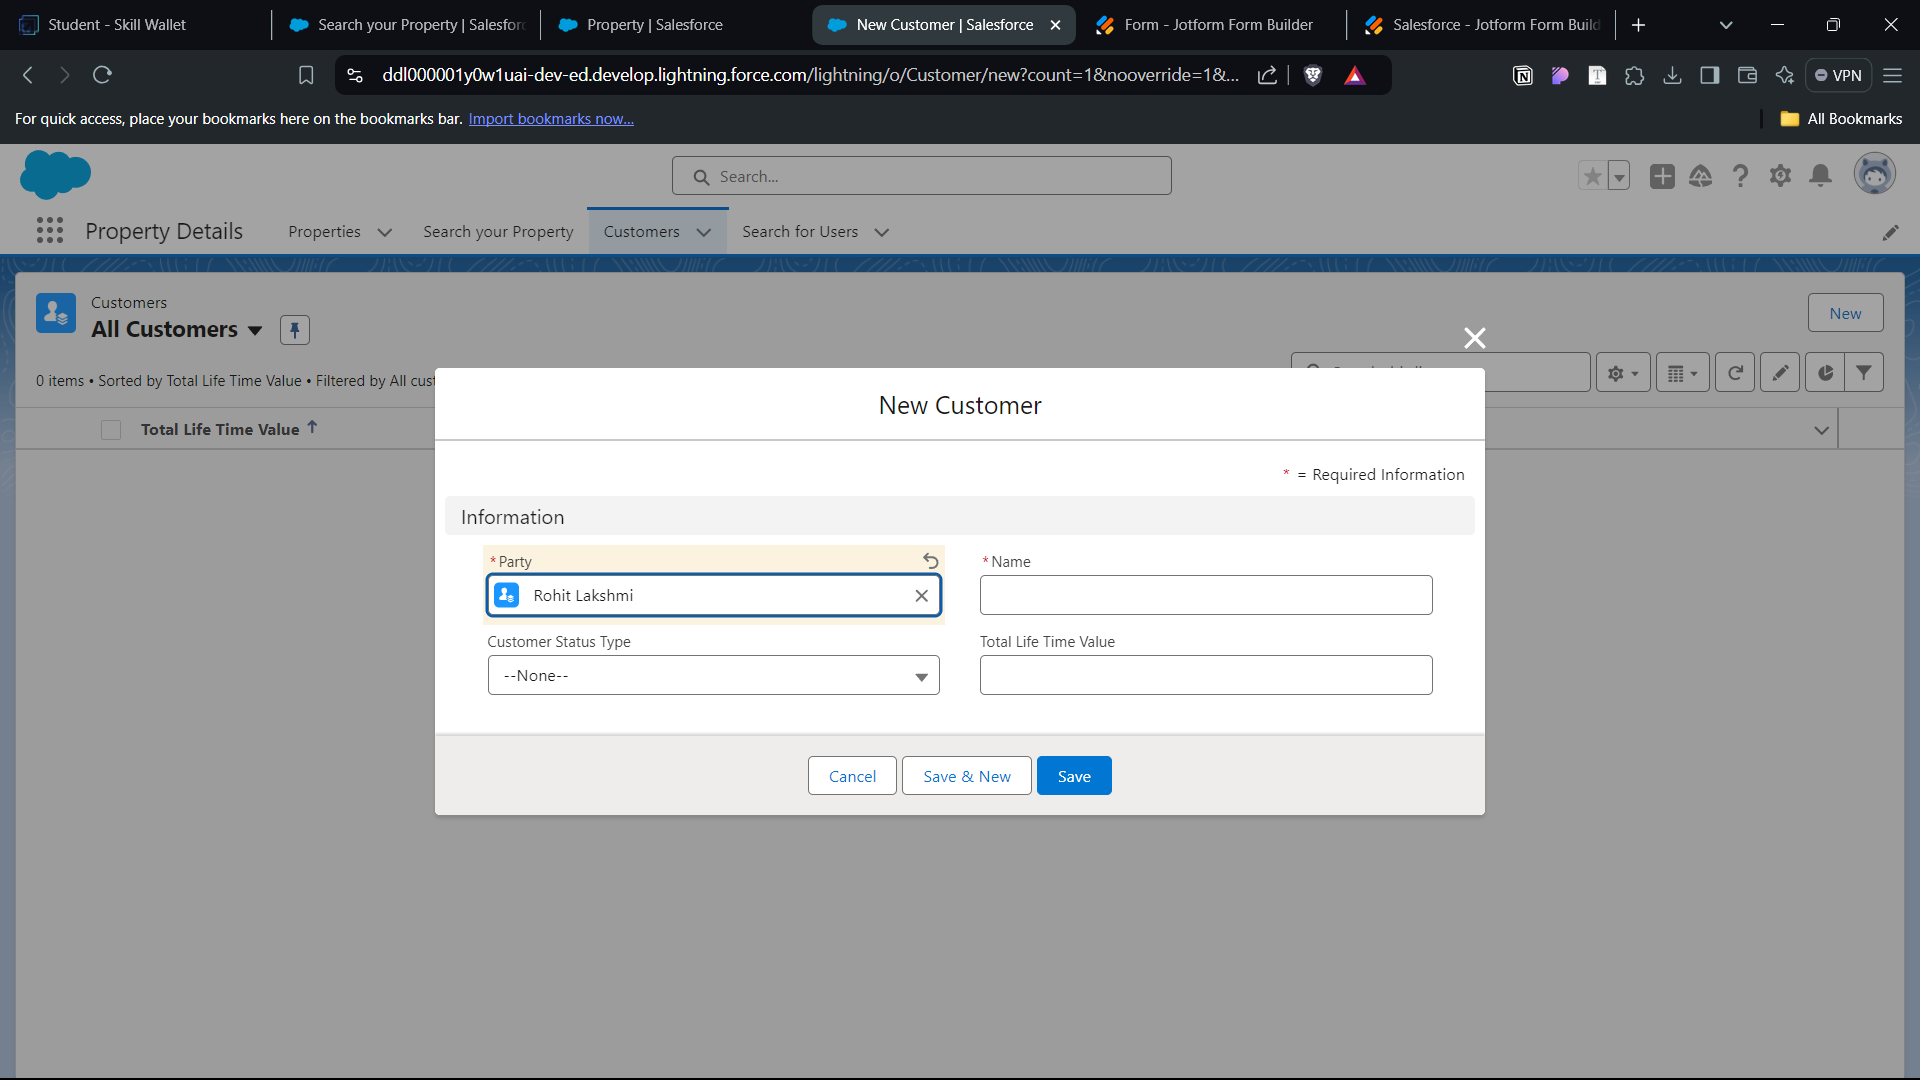 Student - Skill Wallet
Search your Property | Salesforc
Property | Salesforce
New Customer | Salesforce
Form - Jotform Form Builder
Salesforce - Jotform Form Build
ddl000001y0w1uai-dev-ed.develop.lightning.force.com/lightning/o/Customer/new?count=1&nooverride=1&...
VPN
For quick access, place your bookmarks here on the bookmarks bar. Import bookmarks now...
All Bookmarks
Search...
Property Details
Properties
Search your Property
Customers
Search for Users
Customers
All Customers
New
0 items • Sorted by Total Life Time Value • Filtered by All cust
Total Life Time Value
New Customer
* = Required Information
Information
* Party
Rohit Lakshmi
* Name
Customer Status Type
--None--
Total Life Time Value
Cancel
Save & New
Save